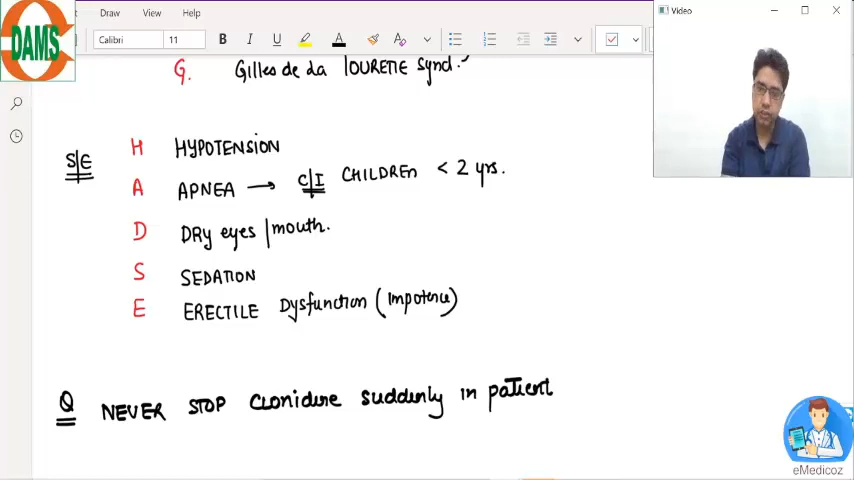 DAMS
Draw View Help
Calibri 11 B I U A
Video
G. Gilles de la TOURETTE Synd.
S/E H HYPOTENSION
A APNEA → C/I CHILDREN < 2 yrs.
D DRY eyes / mouth.
S SEDATION
E ERECTILE Dysfunction (impotence)
Q NEVER STOP Clonidine suddenly in patient
eMedicoz